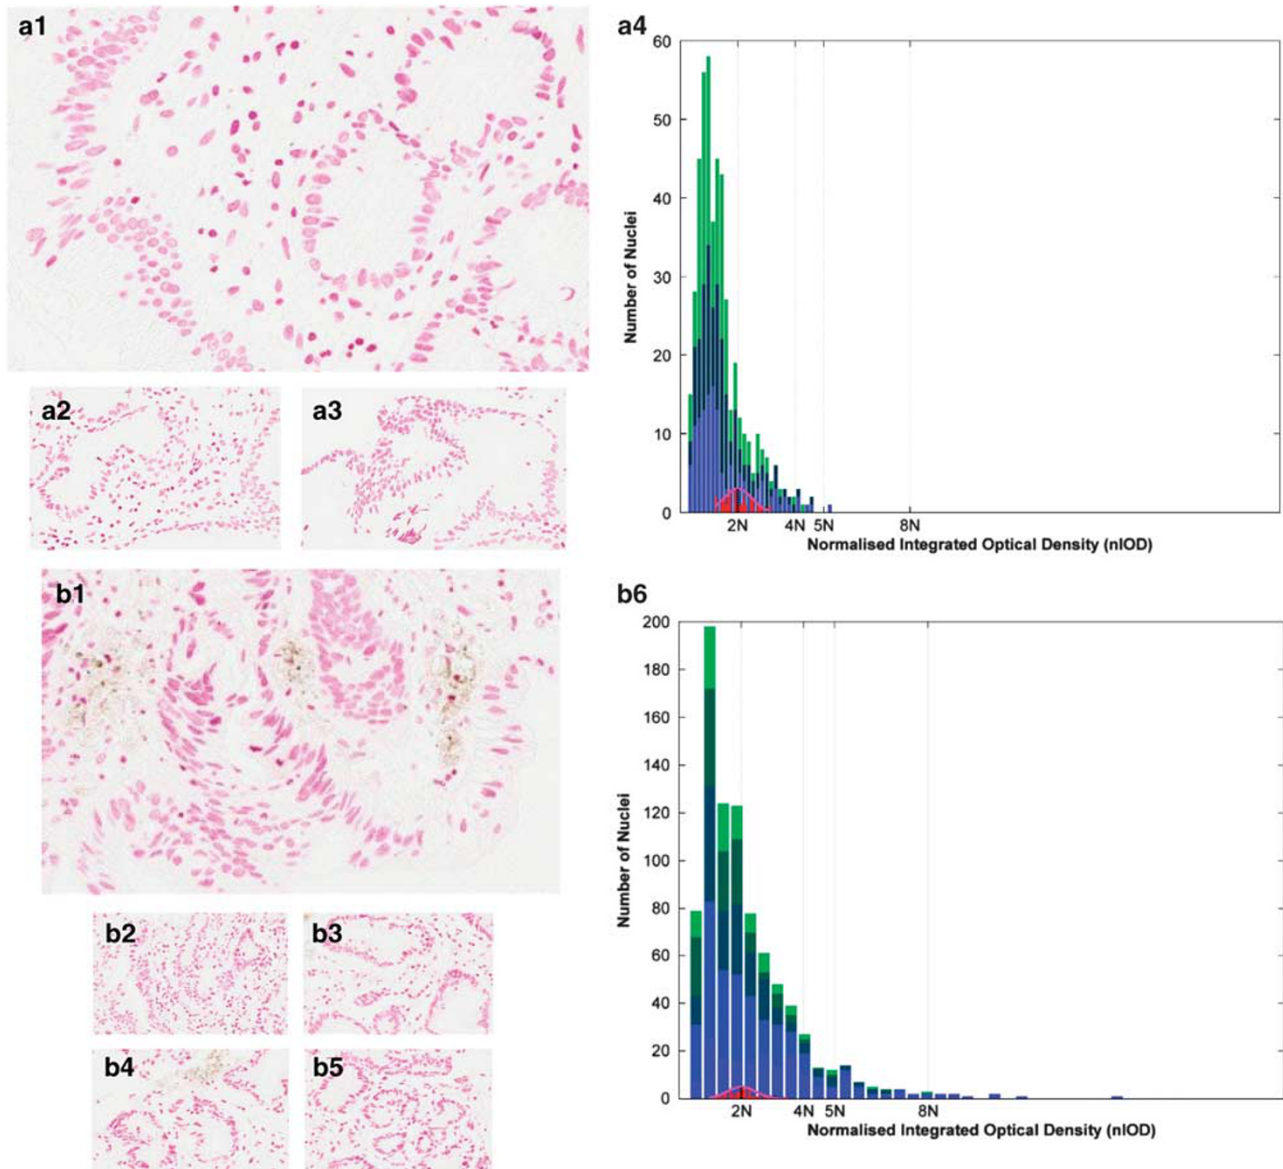 a1
a4
60
50
40
30
20
10
0
Number of Nuclei
2N 4N 5N 8N
Normalised Integrated Optical Density (nIOD)
a2
a3
b1
b6
200
180
160
140
120
100
80
60
40
20
0
Number of Nuclei
2N 4N 5N 8N
Normalised Integrated Optical Density (nIOD)
b2
b3
b4
b5